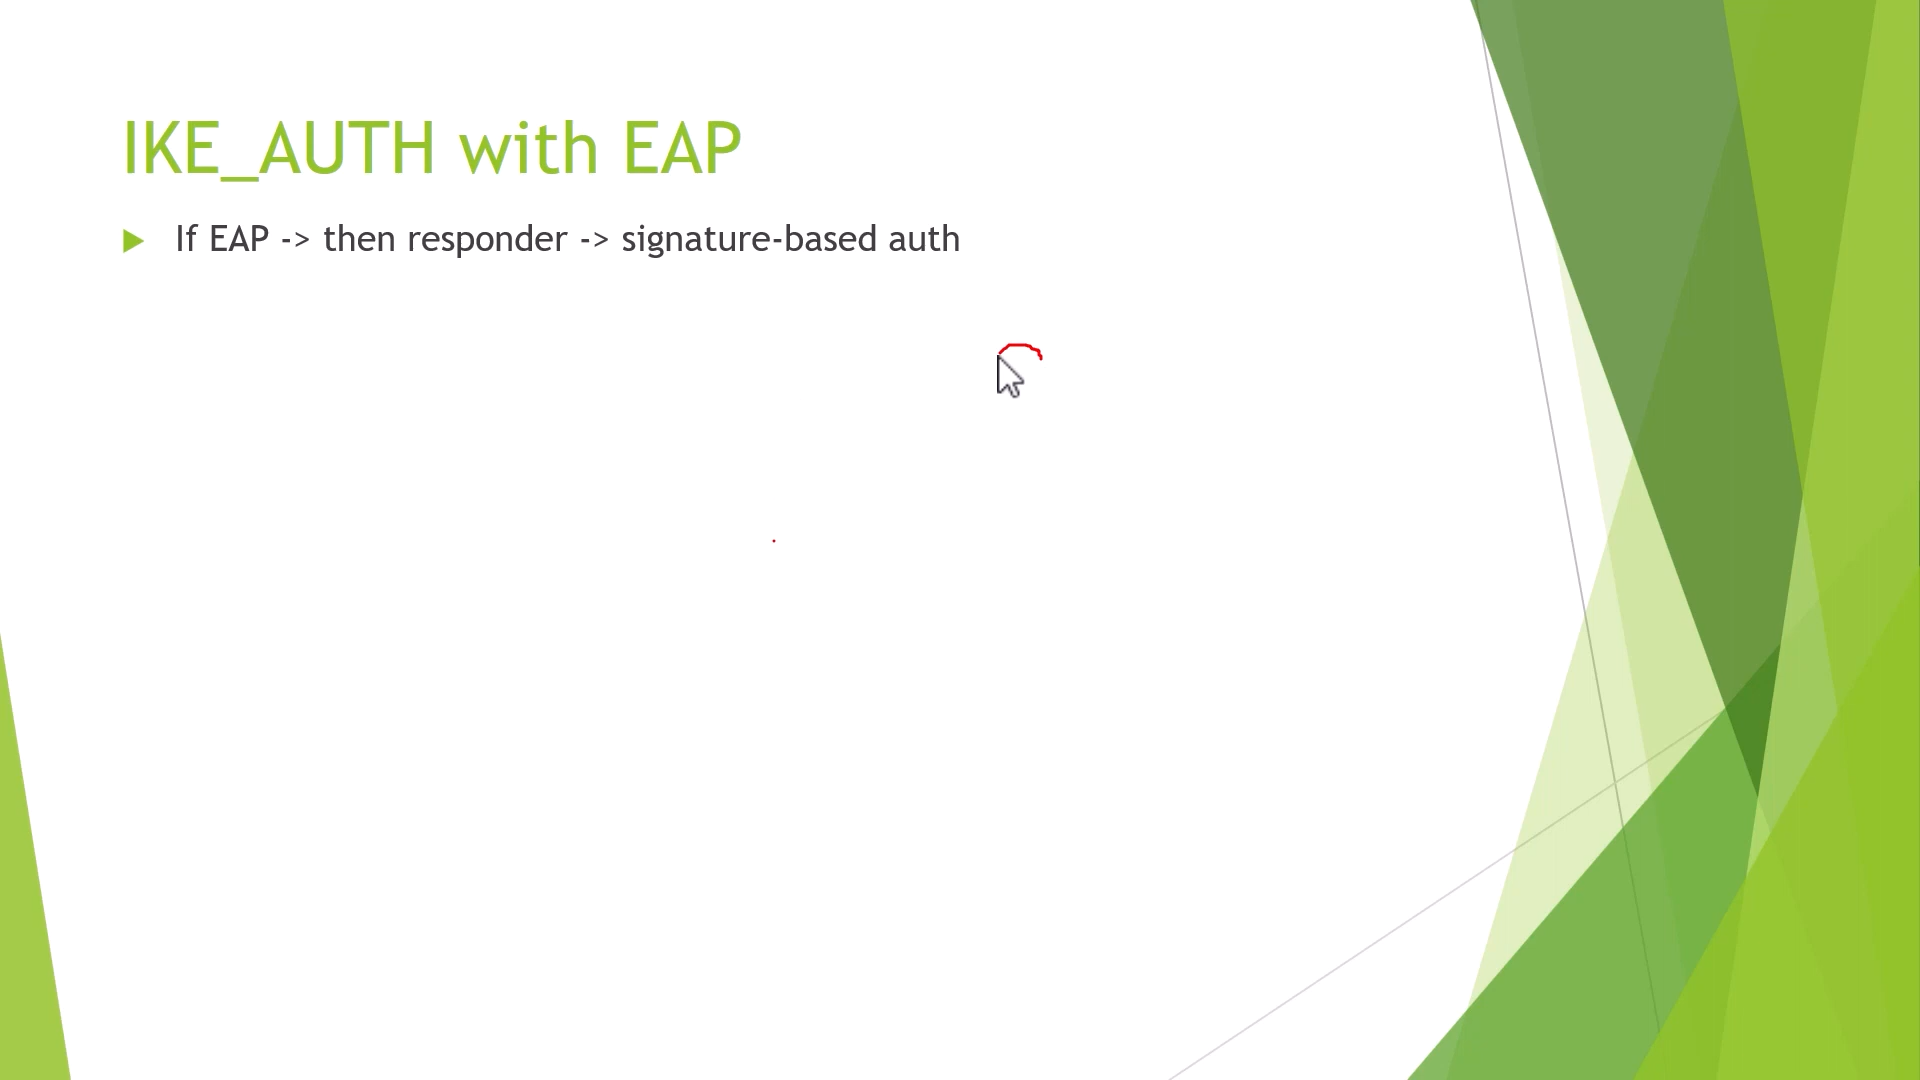 IKE_AUTH with EAP
If EAP -> then responder -> signature-based auth